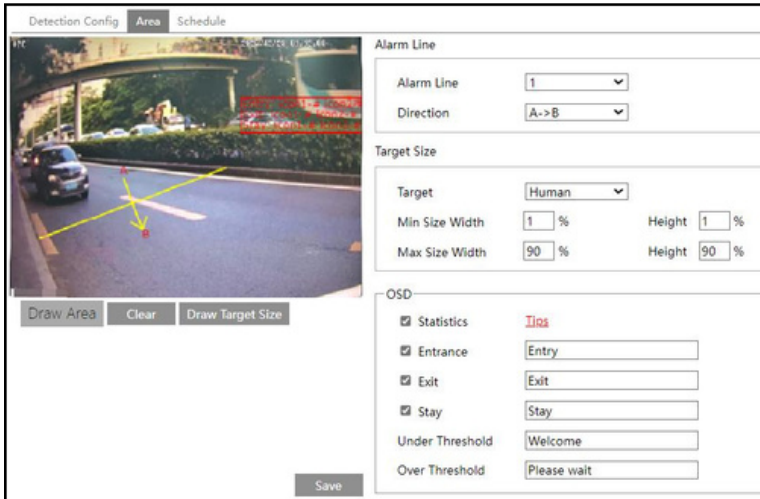 Detection Config Area Schedule
Alarm Line
Alarm Line 1
Direction A->B
A
B
Target Size
Target Human
Min Size Width 1 % Height 1 %
Max Size Width 90 % Height 90 %
Draw Area Clear Draw Target Size
OSD
Statistics Tips
Entrance Entry
Exit Exit
Stay Stay
Under Threshold Welcome
Over Threshold Please wait
Save